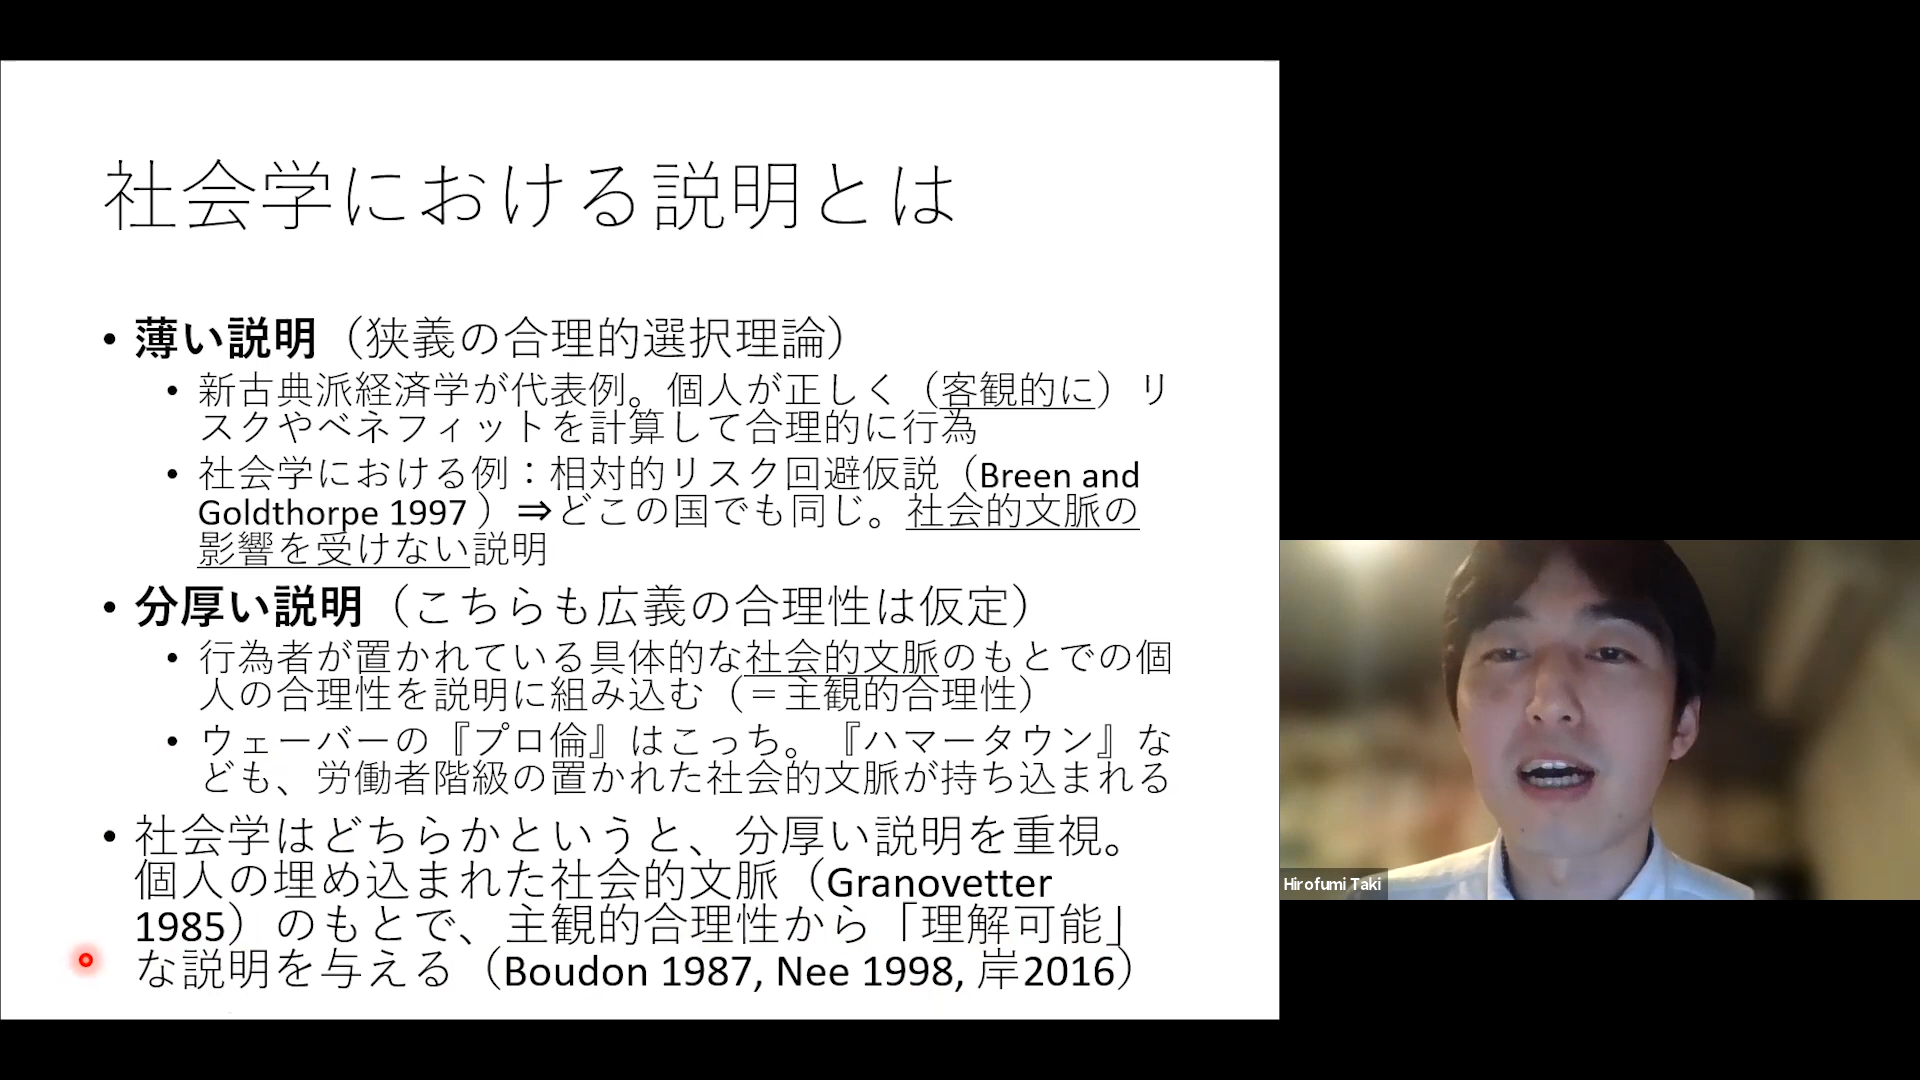 社会学における説明とは
• 薄い説明（狭義の合理的選択理論）
• 新古典派経済学が代表例。個人が正しく（客観的に）リ
スクやベネフィットを計算して合理的に行為
• 社会学における例：相対的リスク回避仮説（Breen and
Goldthorpe 1997）⇒どこの国でも同じ。社会的文脈の
影響を受けない説明
• 分厚い説明（こちらも広義の合理性は仮定）
• 行為者が置かれている具体的な社会的文脈のもとでの個
人の合理性を説明に組み込む（＝主観的合理性）
• ウェーバーの『プロ倫』はこっち。『ハマータウン』な
ども、労働者階級の置かれた社会的文脈が持ち込まれる
• 社会学はどちらかというと、分厚い説明を重視。
個人の埋め込まれた社会的文脈（Granovetter
1985）のもとで、主観的合理性から「理解可能」
な説明を与える（Boudon 1987, Nee 1998, 岸2016）
Hirofumi Taki